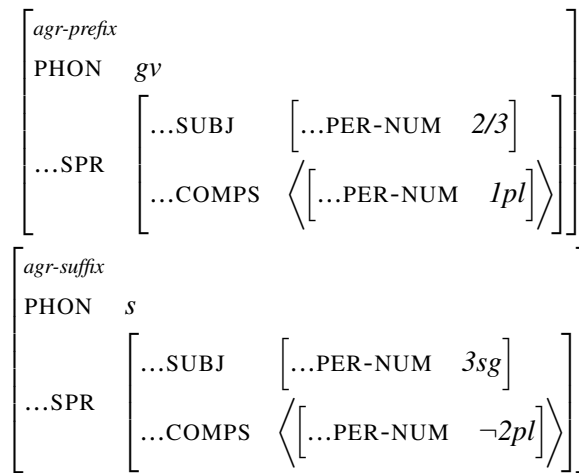 agr-prefix
PHON gv
...SPR
...SUBJ [...PER-NUM 2/3]
...COMPS ⟨[...PER-NUM 1pl]⟩
agr-suffix
PHON s
...SPR
...SUBJ [...PER-NUM 3sg]
...COMPS ⟨[...PER-NUM ¬2pl]⟩